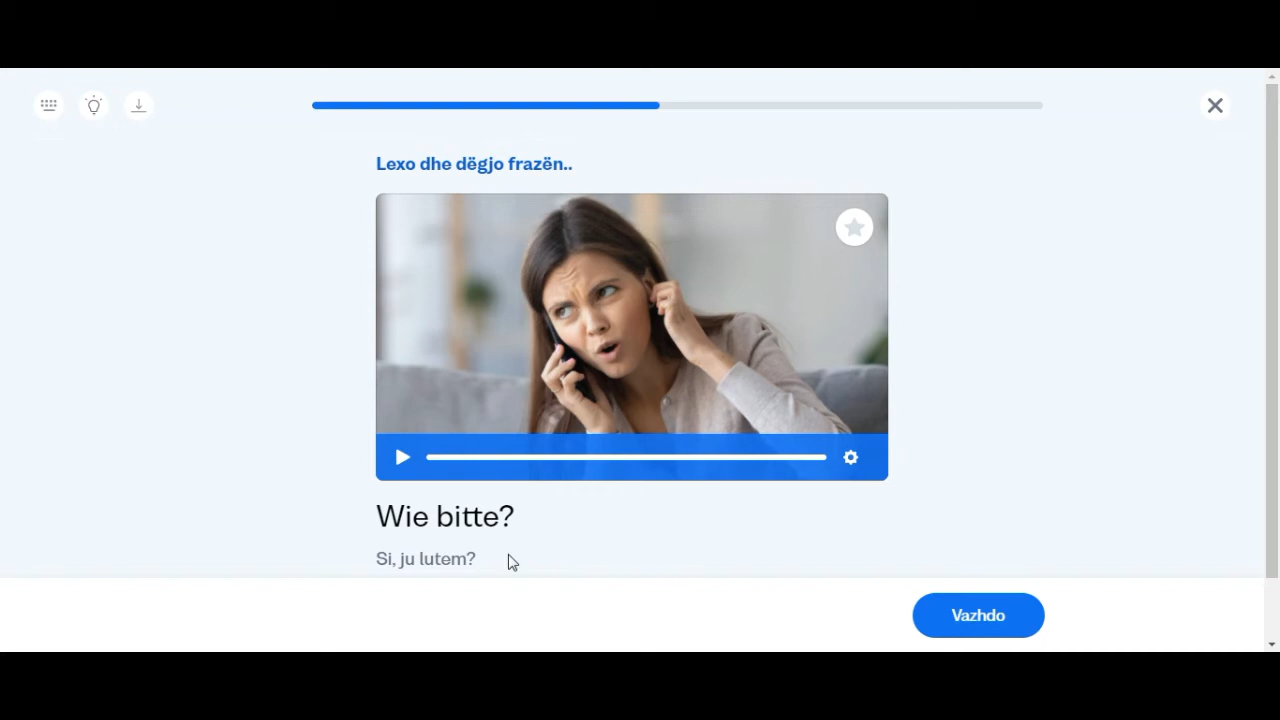 Lexo dhe dëgjo frazën..
Wie bitte?
Si, ju lutem?
Vazhdo